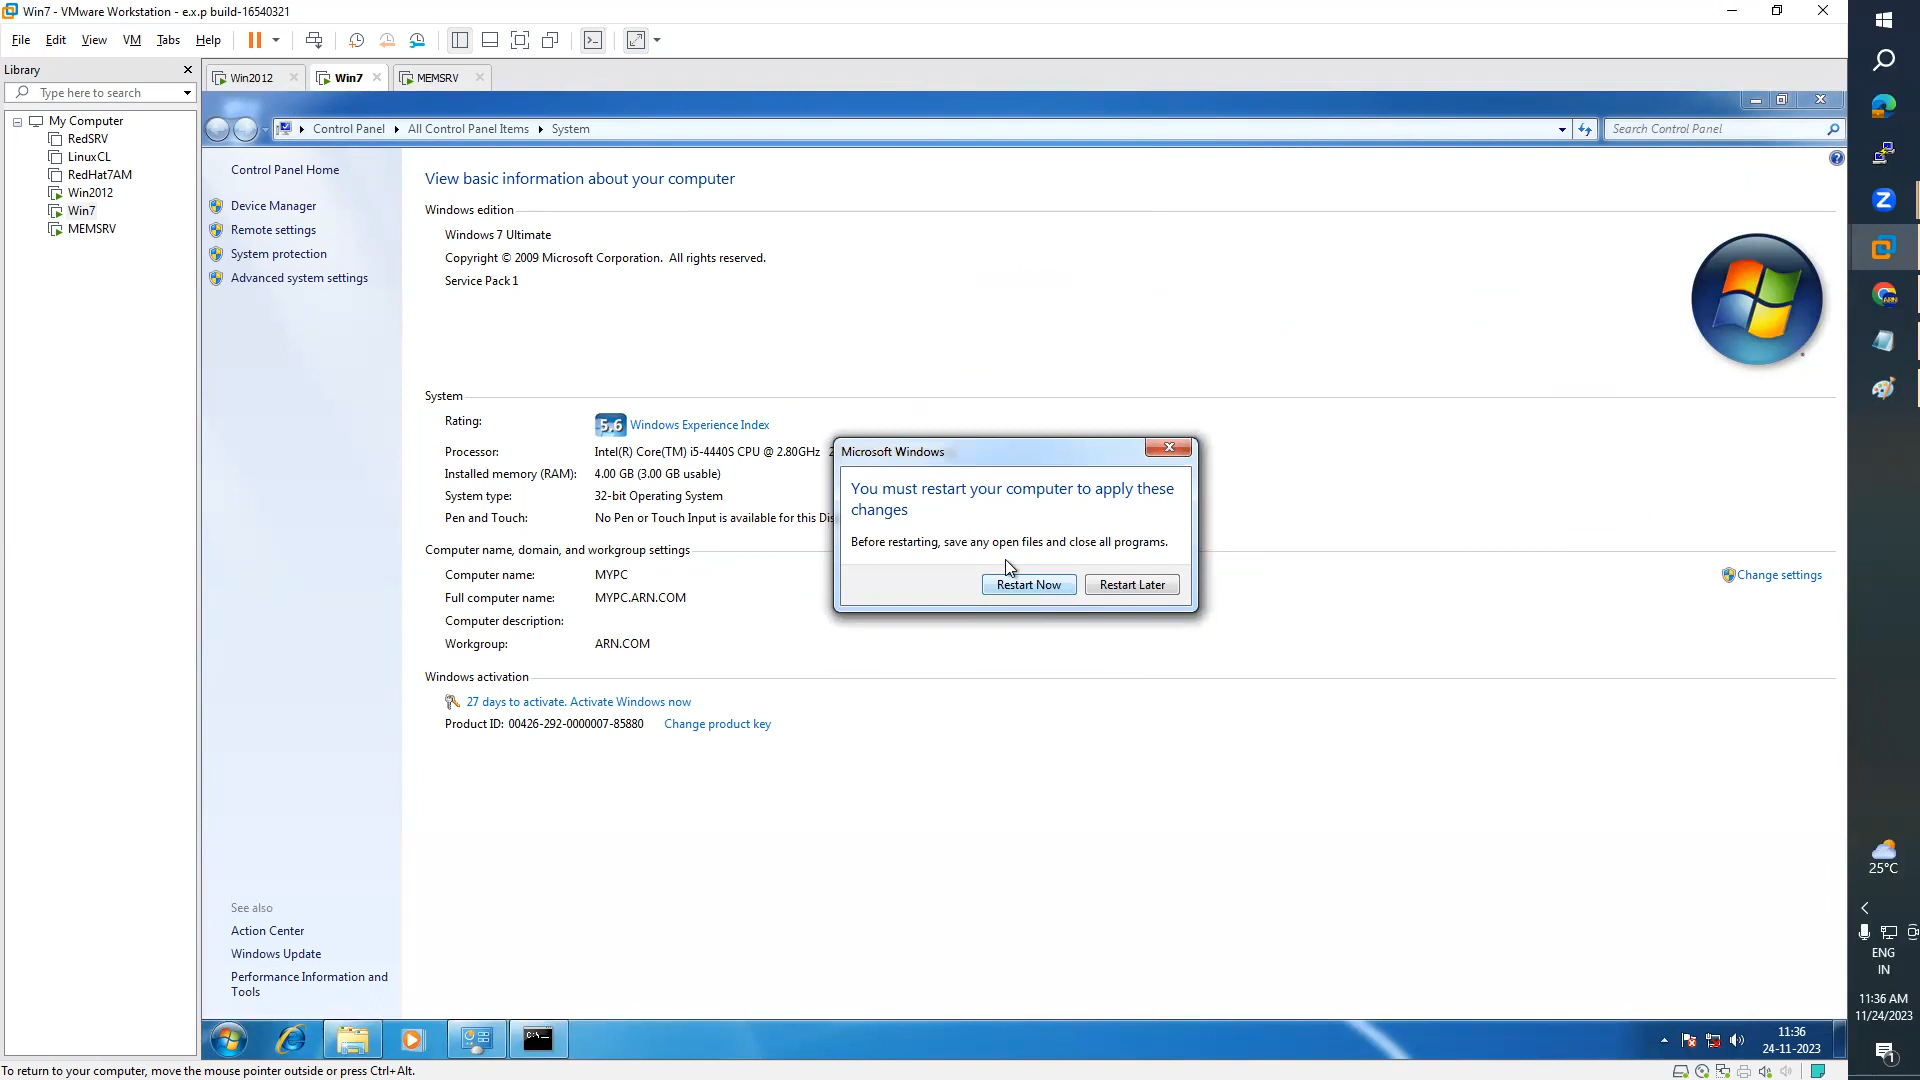 Win7 - VMware Workstation - e.x.p build-16540321
File Edit View VM Tabs Help
Library
Type here to search
My Computer
RedSRV
LinuxCL
RedHat7AM
Win2012
Win7
MEMSRV
Win2012 Win7 MEMSRV
Control Panel All Control Panel Items System
Search Control Panel
Control Panel Home
Device Manager
Remote settings
System protection
Advanced system settings
See also
Action Center
Windows Update
Performance Information and
Tools
View basic information about your computer
Windows edition
Windows 7 Ultimate
Copyright © 2009 Microsoft Corporation. All rights reserved.
Service Pack 1
System
Rating: 5.6 Windows Experience Index
Processor: Intel(R) Core(TM) i5-4440S CPU @ 2.80GHz 2
Installed memory (RAM): 4.00 GB (3.00 GB usable)
System type: 32-bit Operating System
Pen and Touch: No Pen or Touch Input is available for this Dis
Computer name, domain, and workgroup settings
Computer name: MYPC
Full computer name: MYPC.ARN.COM
Computer description:
Workgroup: ARN.COM
Change settings
Windows activation
27 days to activate. Activate Windows now
Product ID: 00426-292-0000007-85880 Change product key
Microsoft Windows
You must restart your computer to apply these
changes
Before restarting, save any open files and close all programs.
Restart Now Restart Later
11:36
24-11-2023
To return to your computer, move the mouse pointer outside or press Ctrl+Alt.
25°C
ENG
IN
11:36 AM
11/24/2023
1